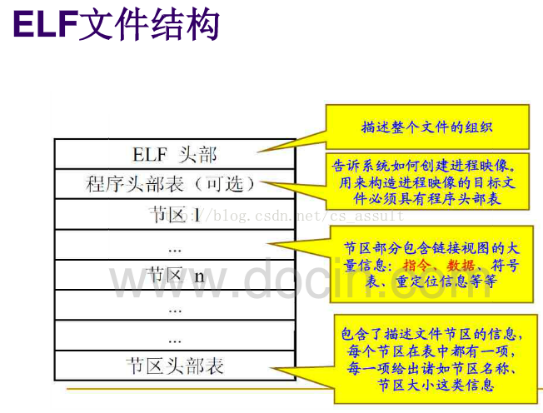 ELF文件结构
描述整个文件的组织
ELF 头部
程序头部表（可选）
告诉系统如何创建进程映像。
用来构造进程映像的目标文
件必须具有程序头部表
http://blog.csdn.net/cs_assult
节区 1
...
节区部分包含链接视图的大
量信息：指令、数据、符号
表、重定位信息等等
节区 n
www.docin.com
...
...
包含了描述文件节区的信息，
每个节区在表中都有一项，
每一项给出诸如节区名称、
节区大小这类信息
节区头部表